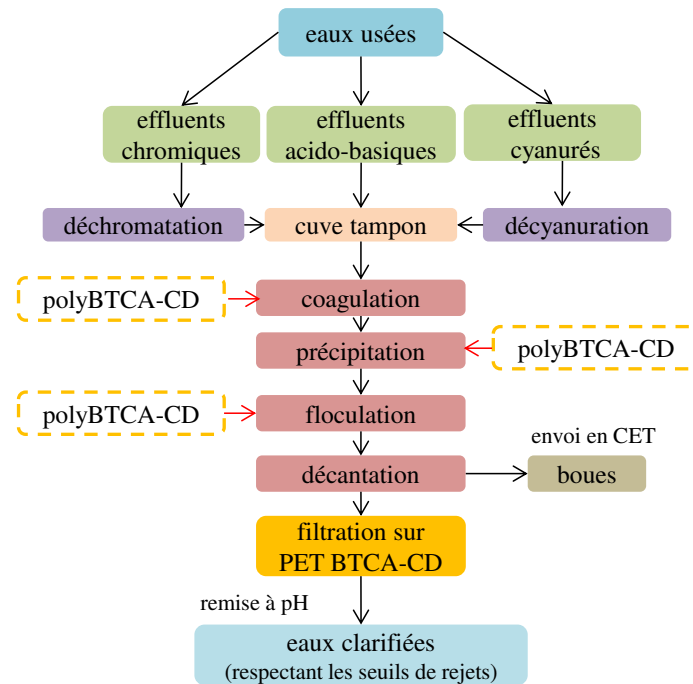 eaux usées
effluents
chromiques
effluents
acido-basiques
effluents
cyanurés
déchromatation
cuve tampon
décyanuration
polyBTCA-CD
coagulation
précipitation
polyBTCA-CD
polyBTCA-CD
floculation
envoi en CET
décantation
boues
filtration sur
PET BTCA-CD
remise à pH
eaux clarifiées
(respectant les seuils de rejets)